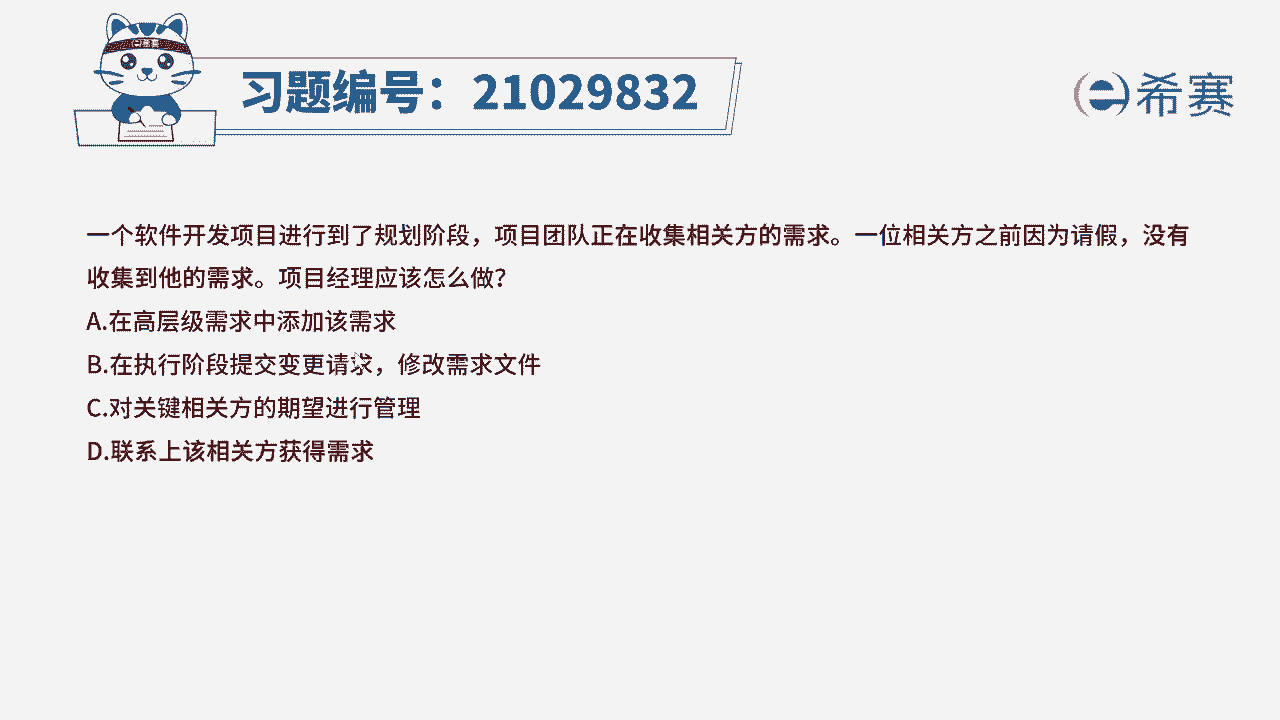 习题编号：21029832
希赛
一个软件开发项目进行到了规划阶段，项目团队正在收集相关方的需求。一位相关方之前因为请假，没有
收集到他的需求。项目经理应该怎么做？
A.在高层级需求中添加该需求
B.在执行阶段提交变更请求，修改需求文件
C.对关键相关方的期望进行管理
D.联系上该相关方获得需求